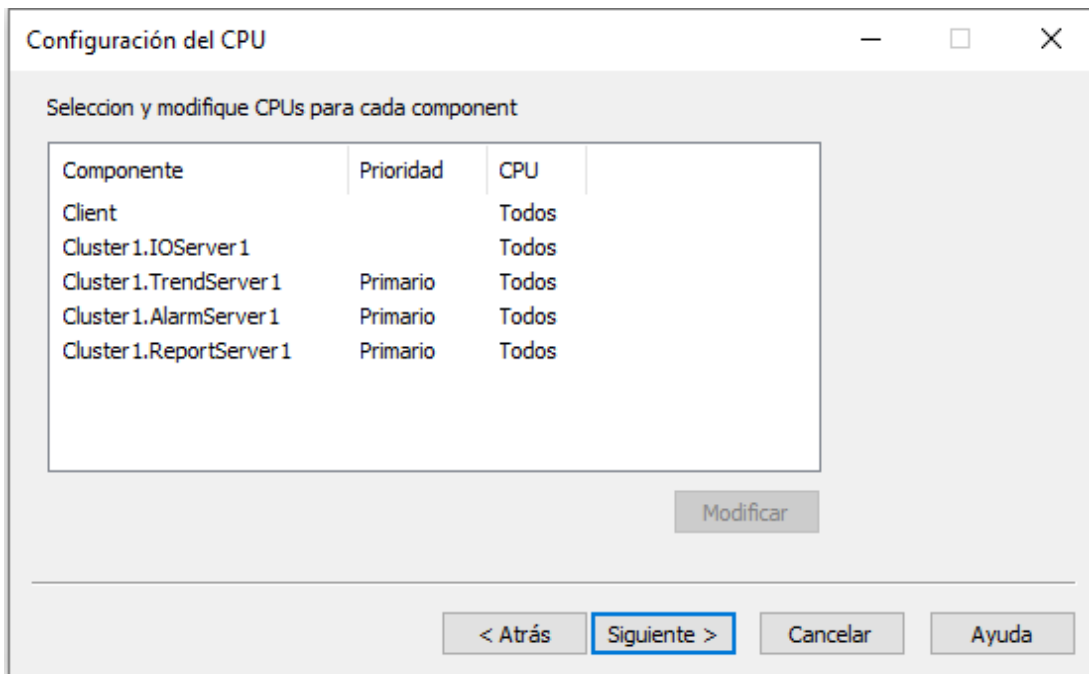 Configuración del CPU
Seleccion y modifique CPUs para cada component
Componente Prioridad CPU
Client Todos
Cluster1.IOServer1 Todos
Cluster1.TrendServer1 Primario Todos
Cluster1.AlarmServer1 Primario Todos
Cluster1.ReportServer1 Primario Todos
Modificar
< Atrás Siguiente > Cancelar Ayuda